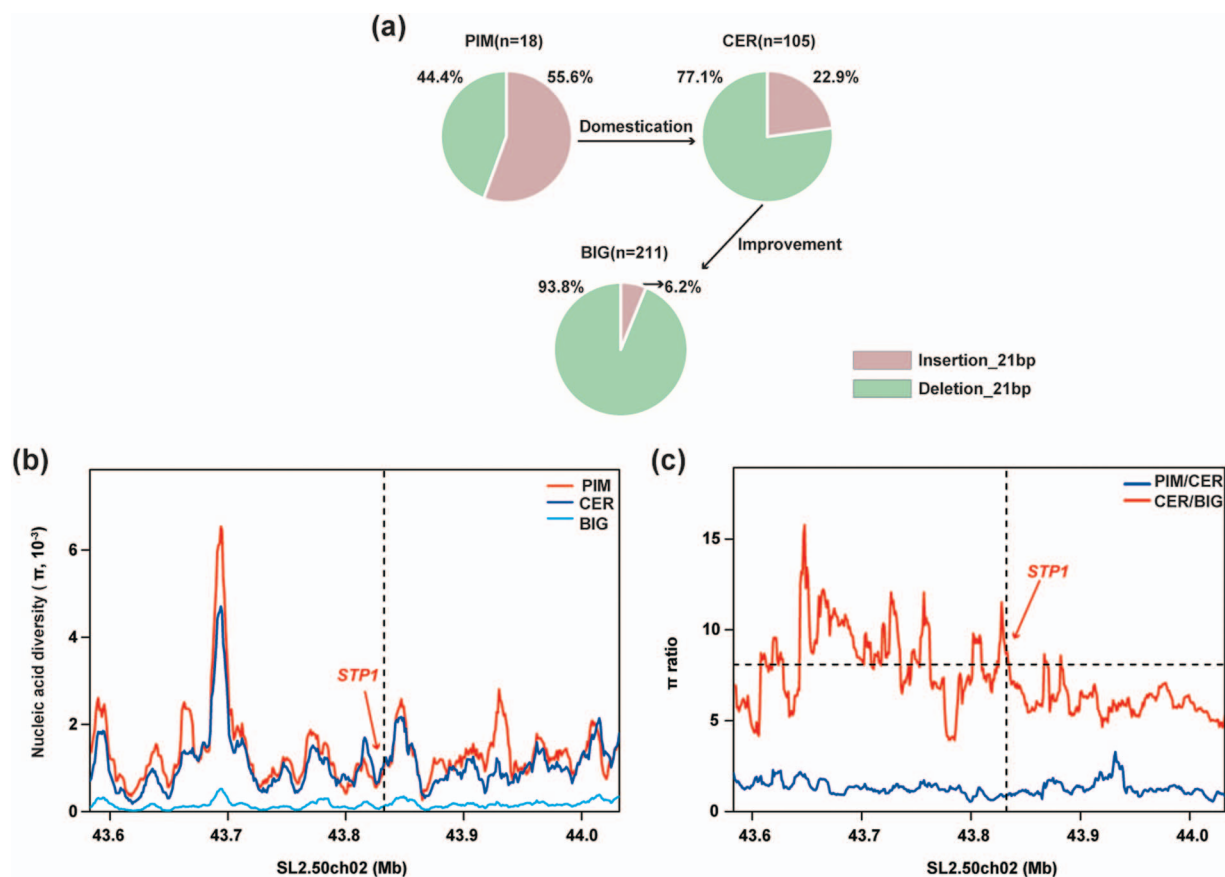 (a)
PIM(n=18)
CER(n=105)
44.4%
55.6%
77.1%
22.9%
Domestication
Improvement
BIG(n=211)
93.8%
6.2%
Insertion_21bp
Deletion_21bp
(b)
PIM
CER
BIG
STP1
Nucleic acid diversity ( π, 10⁻³)
6
4
2
0
43.6
43.7
43.8
43.9
44.0
SL2.50ch02 (Mb)
(c)
PIM/CER
CER/BIG
STP1
π ratio
15
10
5
0
43.6
43.7
43.8
43.9
44.0
SL2.50ch02 (Mb)